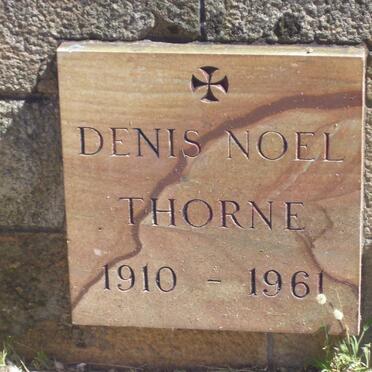 DENIS NOEL
THORNE
1910 - 1961